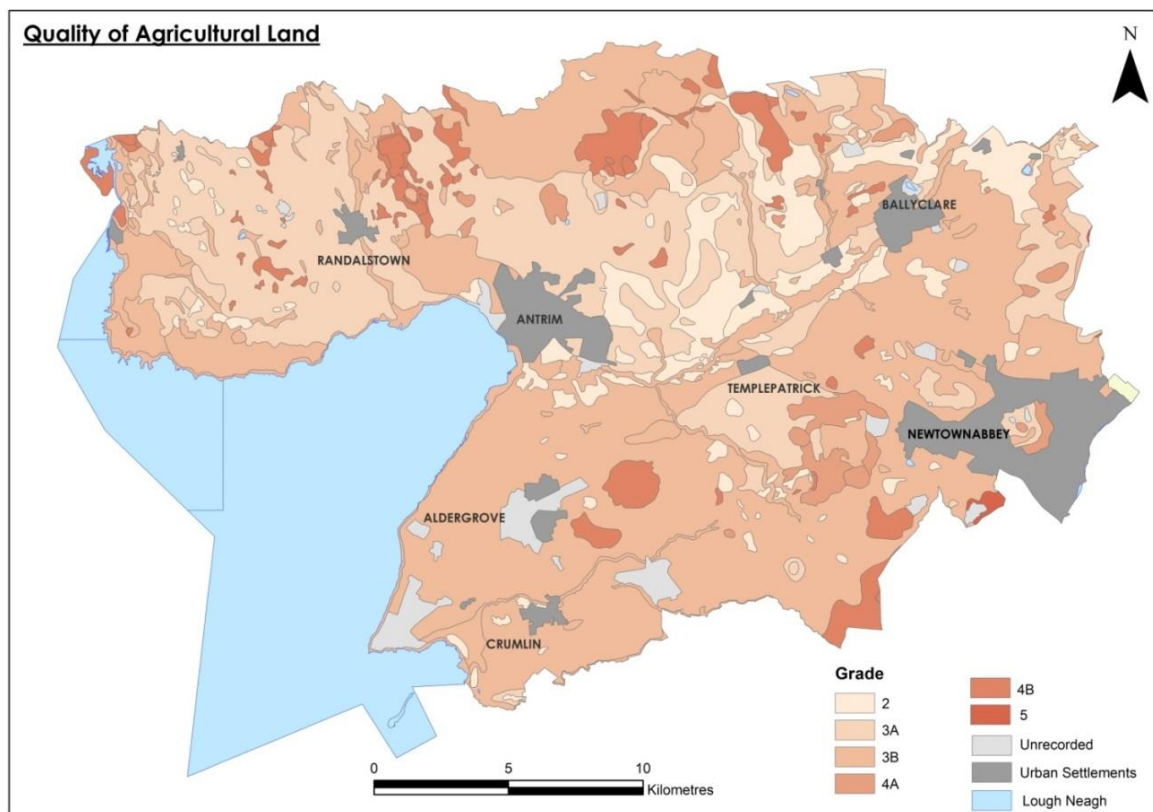 Quality of Agricultural Land
N
BALLYCLARE
RANDALSTOWN
ANTRIM
TEMPLEPATRICK
NEWTOWNABBEY
ALDERGROVE
CRUMLIN
Grade
2
3A
3B
4A
4B
5
Unrecorded
Urban Settlements
Lough Neagh
0 5 10
Kilometres